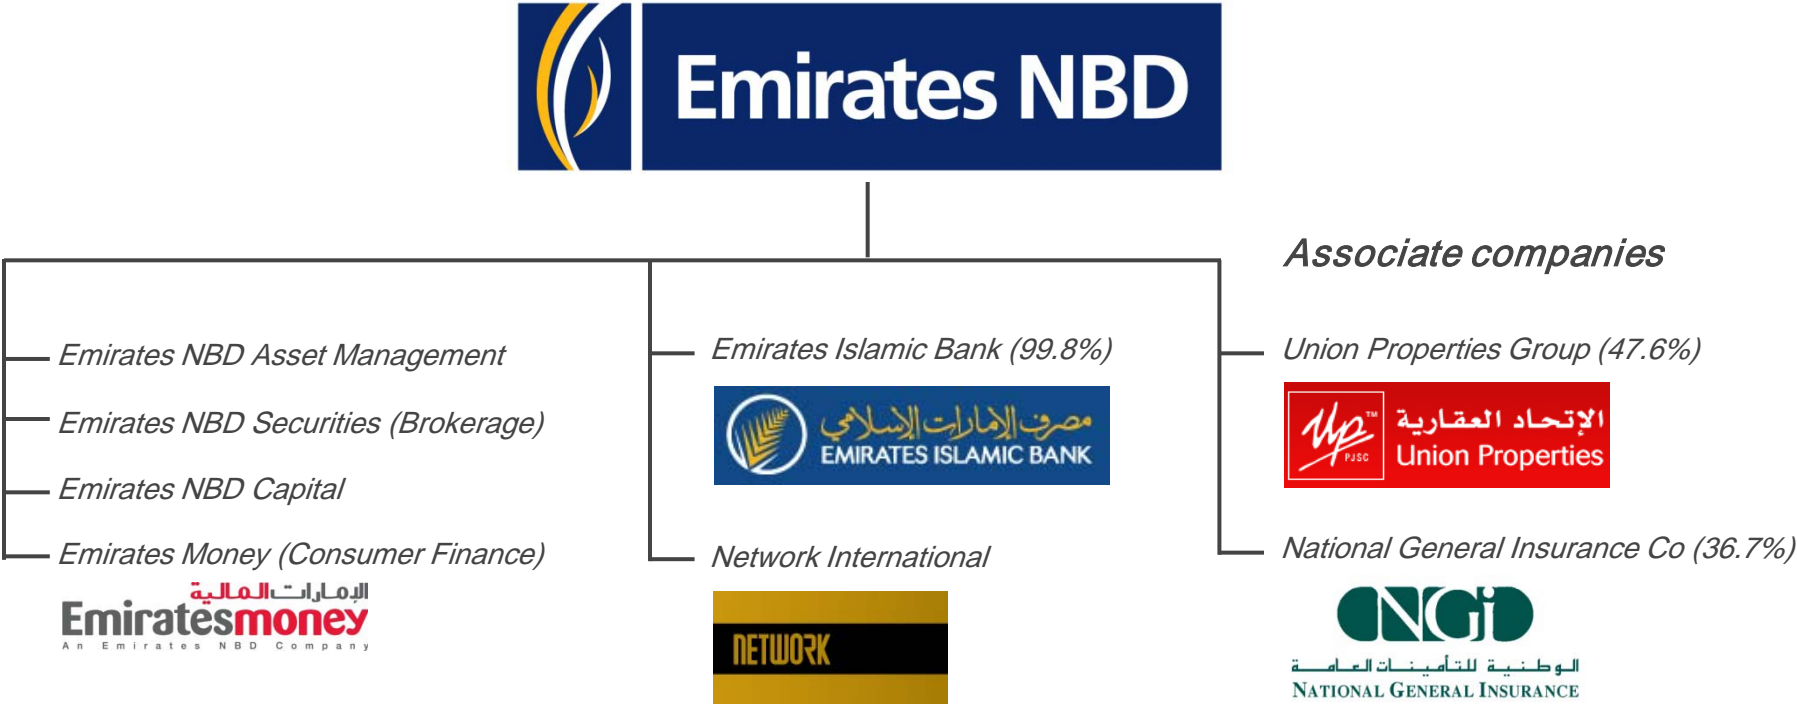 Emirates NBD
Associate companies
Emirates NBD Asset Management
Emirates NBD Securities (Brokerage)
Emirates NBD Capital
Emirates Money (Consumer Finance)
الإمارات المالية
Emiratesmoney
An Emirates NBD Company
Emirates Islamic Bank (99.8%)
مصرف الإمارات الإسلامي
EMIRATES ISLAMIC BANK
Network International
NETWORK
Union Properties Group (47.6%)
الإتحاد العقارية
Up™
PJSC
Union Properties
National General Insurance Co (36.7%)
NGI
الوطنية للتأمينات العامة
NATIONAL GENERAL INSURANCE